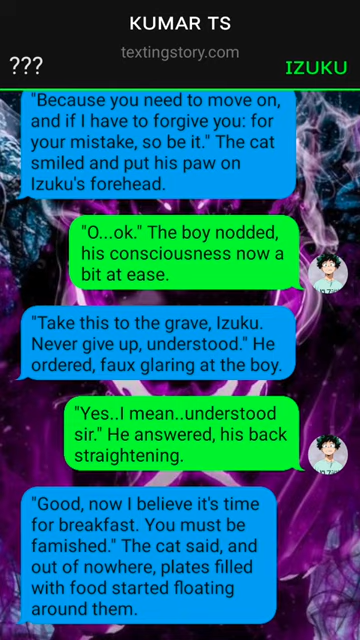 KUMAR TS
textingstory.com
???
IZUKU
"Because you need to move on,
and if I have to forgive you: for
your mistake, so be it." The cat
smiled and put his paw on
Izuku's forehead.
"O...ok." The boy nodded,
his consciousness now a
bit at ease.
"Take this to the grave, Izuku.
Never give up, understood." He
ordered, faux glaring at the boy.
"Yes..I mean..understood
sir." He answered, his back
straightening.
"Good, now I believe it's time
for breakfast. You must be
famished." The cat said, and
out of nowhere, plates filled
with food started floating
around them.